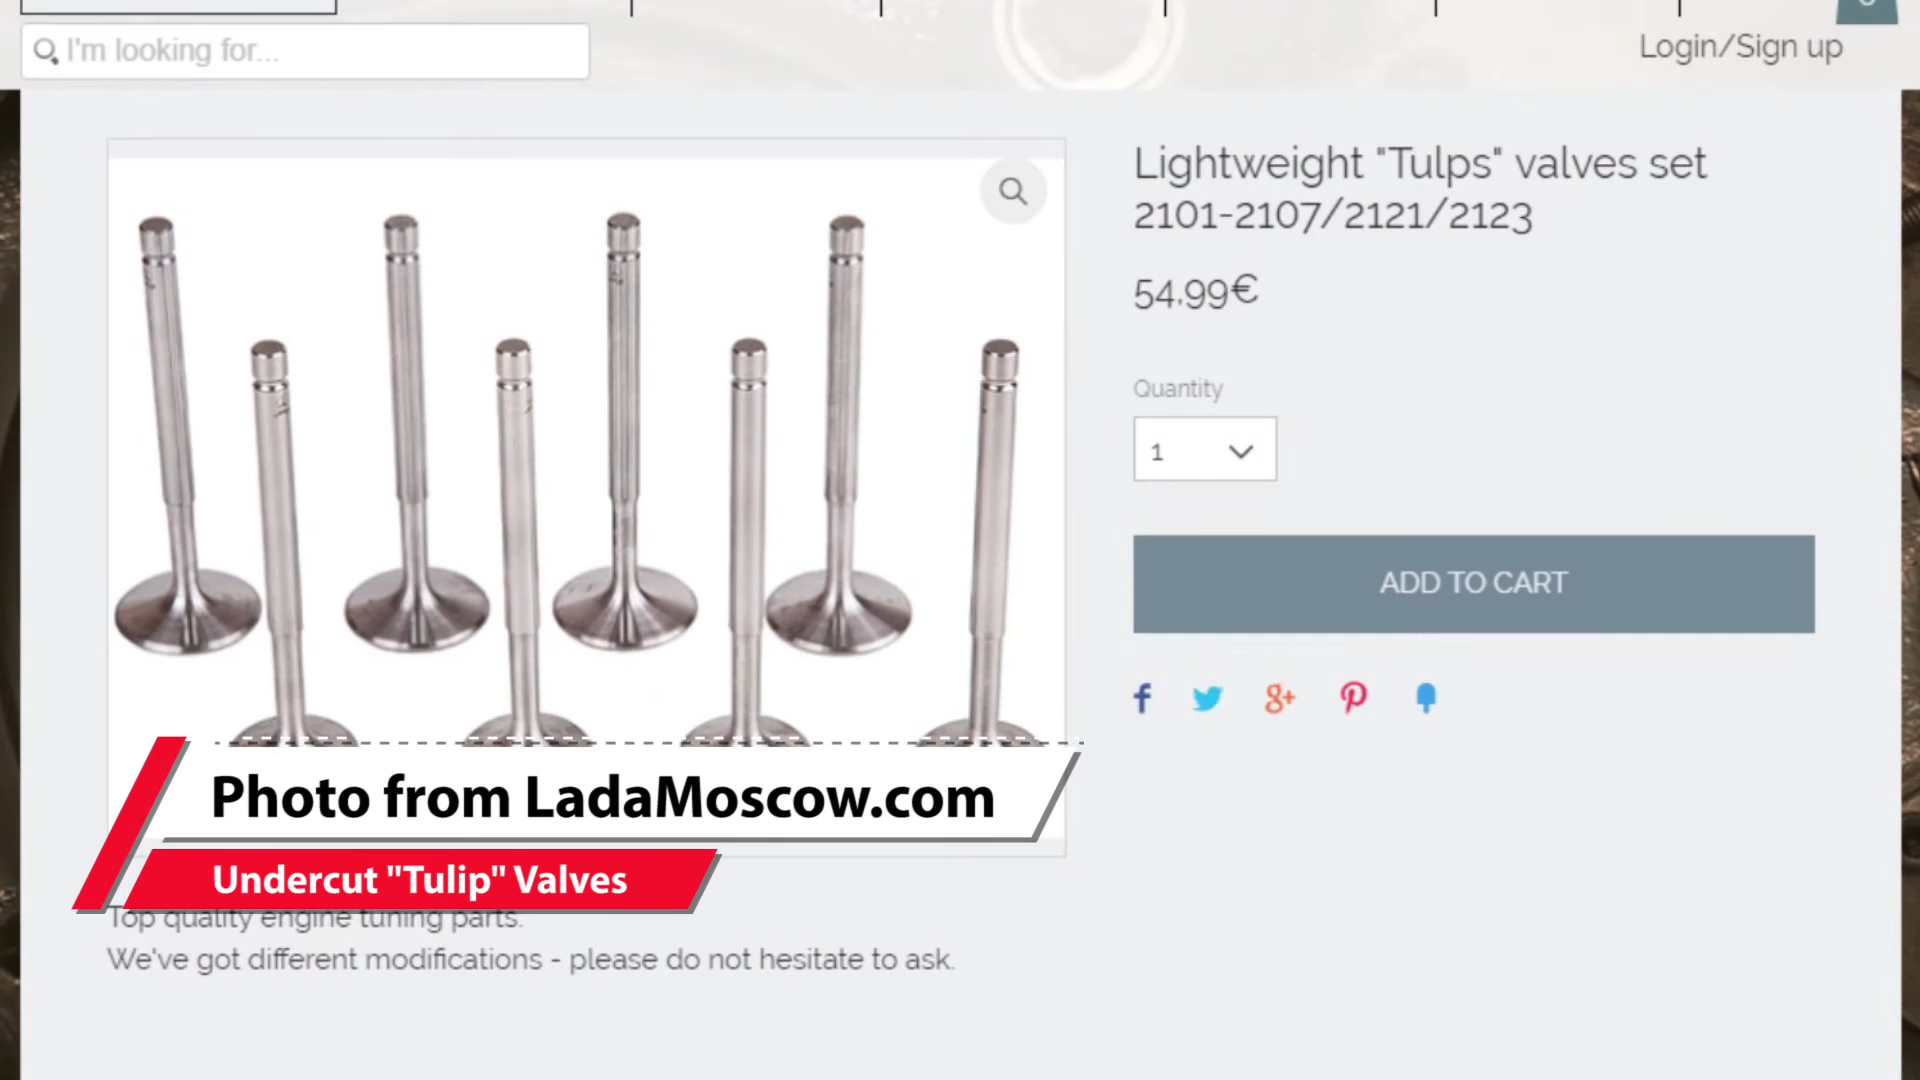 I'm looking for...
Login/Sign up
Lightweight "Tulps" valves set
2101-2107/2121/2123
54,99€
Quantity
1
ADD TO CART
Photo from LadaMoscow.com
Undercut "Tulip" Valves
Top quality engine tuning parts.
We've got different modifications - please do not hesitate to ask.